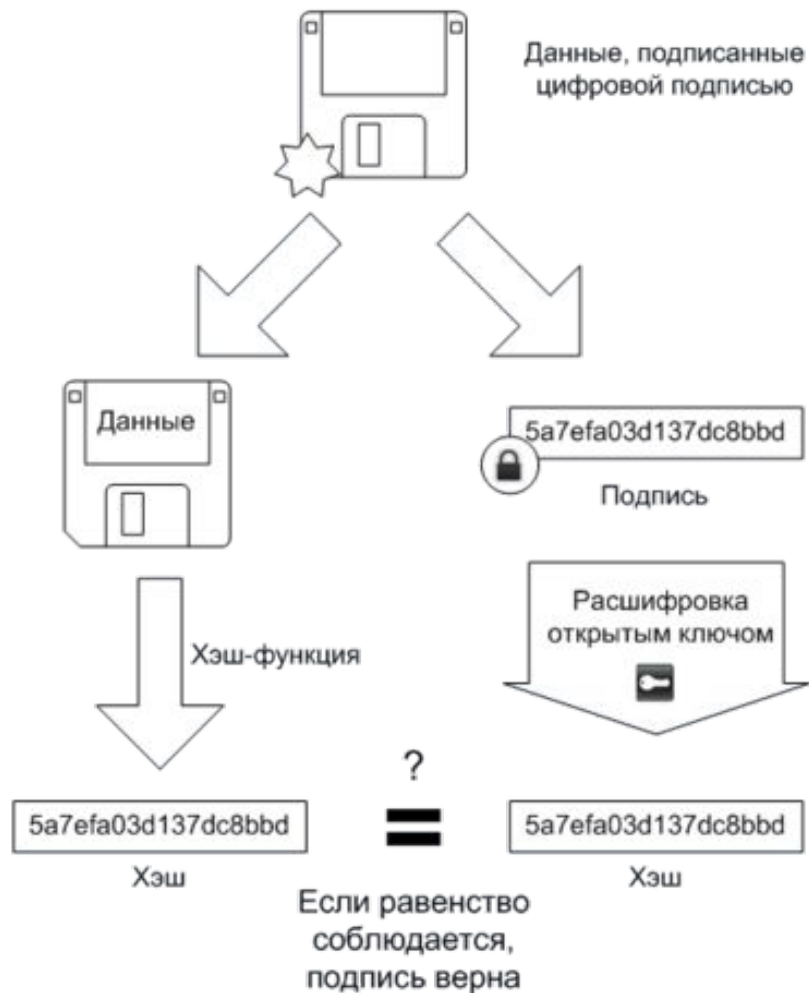 Данные, подписанные
цифровой подписью
Данные
5a7efa03d137dc8bbd
Подпись
Расшифровка
открытым ключом
Хэш-функция
?
5a7efa03d137dc8bbd
=
5a7efa03d137dc8bbd
Хэш
Хэш
Если равенство
соблюдается,
подпись верна